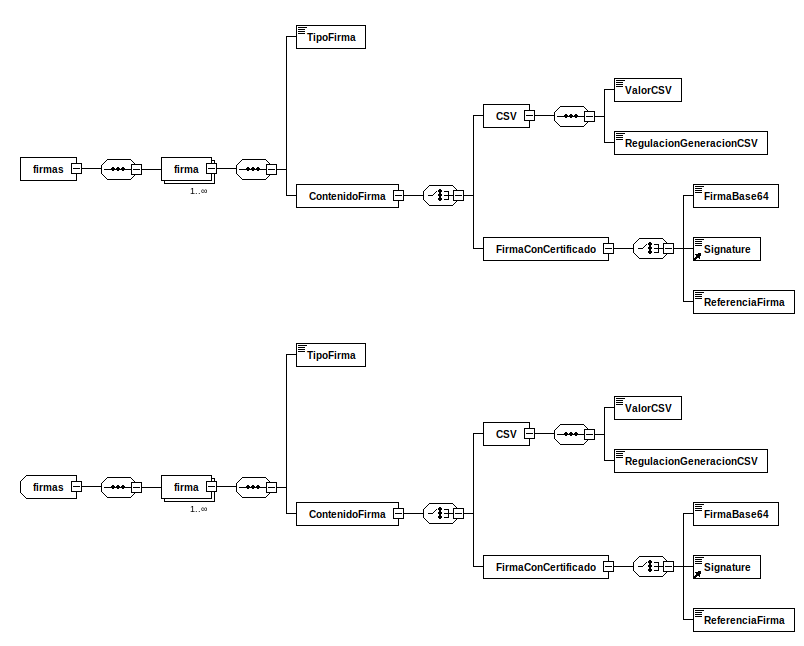 TipoFirma
ValorCSV
CSV
RegulacionGeneracionCSV
firmas
firma
1..∞
ContenidoFirma
FirmaBase64
FirmaConCertificado
Signature
ReferenciaFirma
TipoFirma
ValorCSV
CSV
RegulacionGeneracionCSV
firmas
firma
1..∞
ContenidoFirma
FirmaBase64
FirmaConCertificado
Signature
ReferenciaFirma